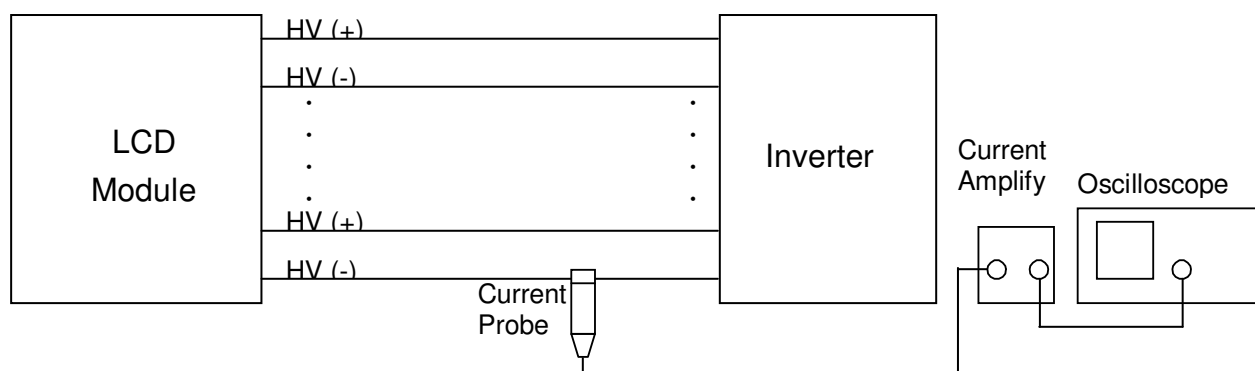 HV (+)
HV (-)
LCD
Module
Inverter
HV (+)
HV (-)
Current
Probe
Current
Amplify
Oscilloscope